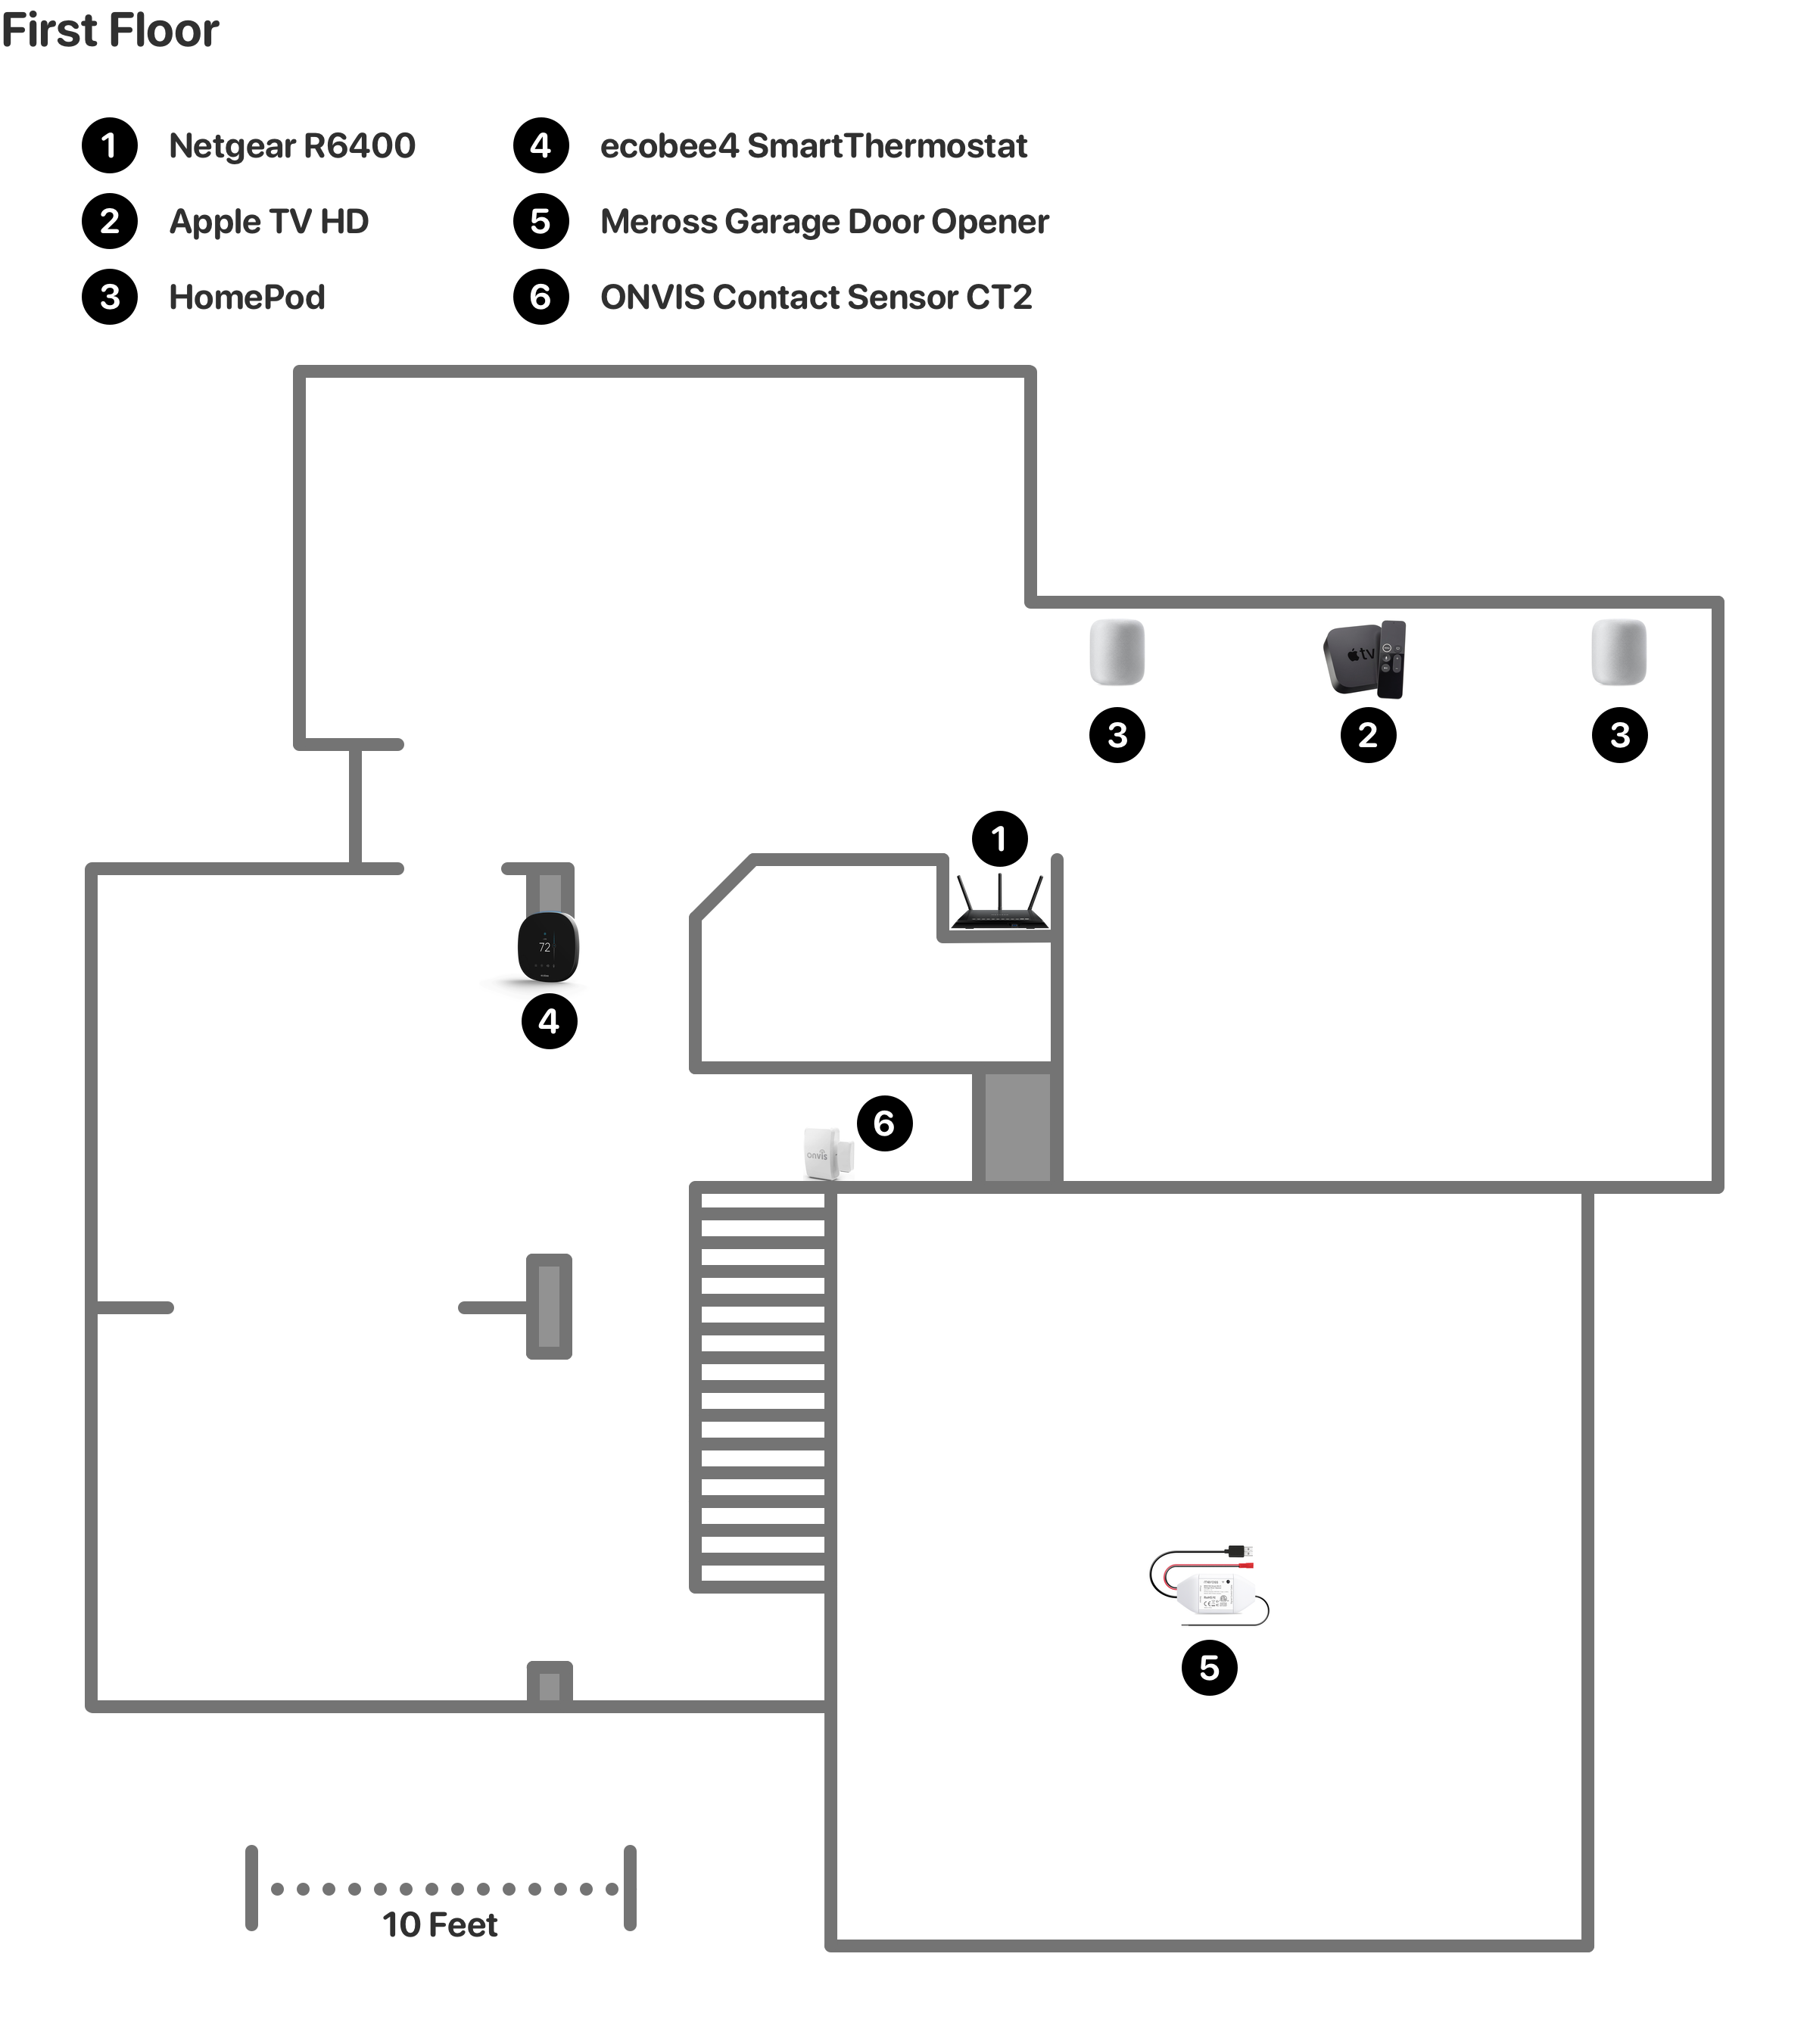 First Floor
1 Netgear R6400
2 Apple TV HD
3 HomePod
4 ecobee4 SmartThermostat
5 Meross Garage Door Opener
6 ONVIS Contact Sensor CT2
3
tv
2
3
1
72
4
6
onvis
5
10 Feet